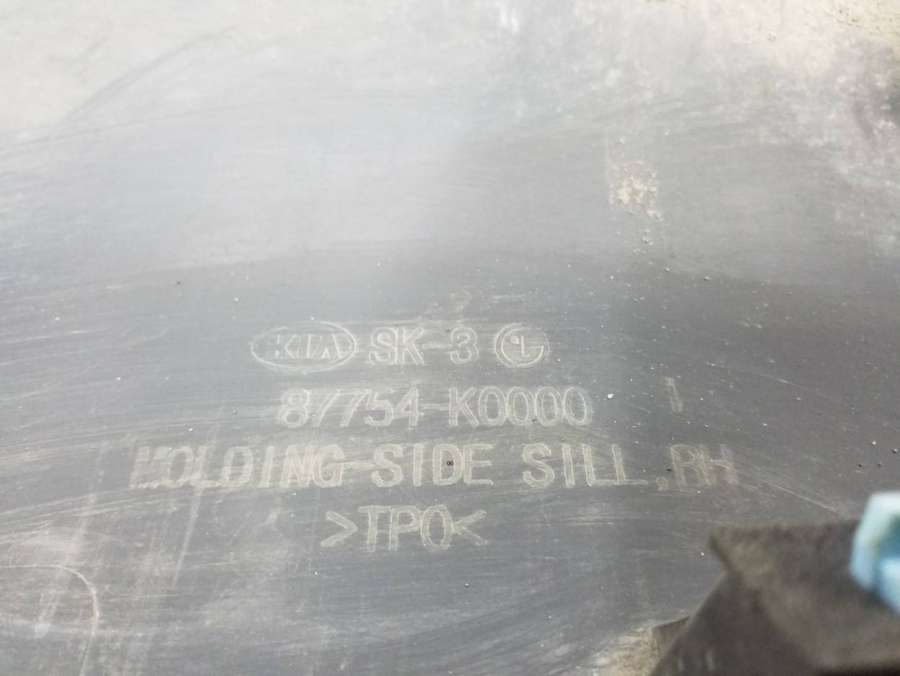 KIA SK-3
87754-K0000
MOLDING-SIDE SILL,RH
>TPO<